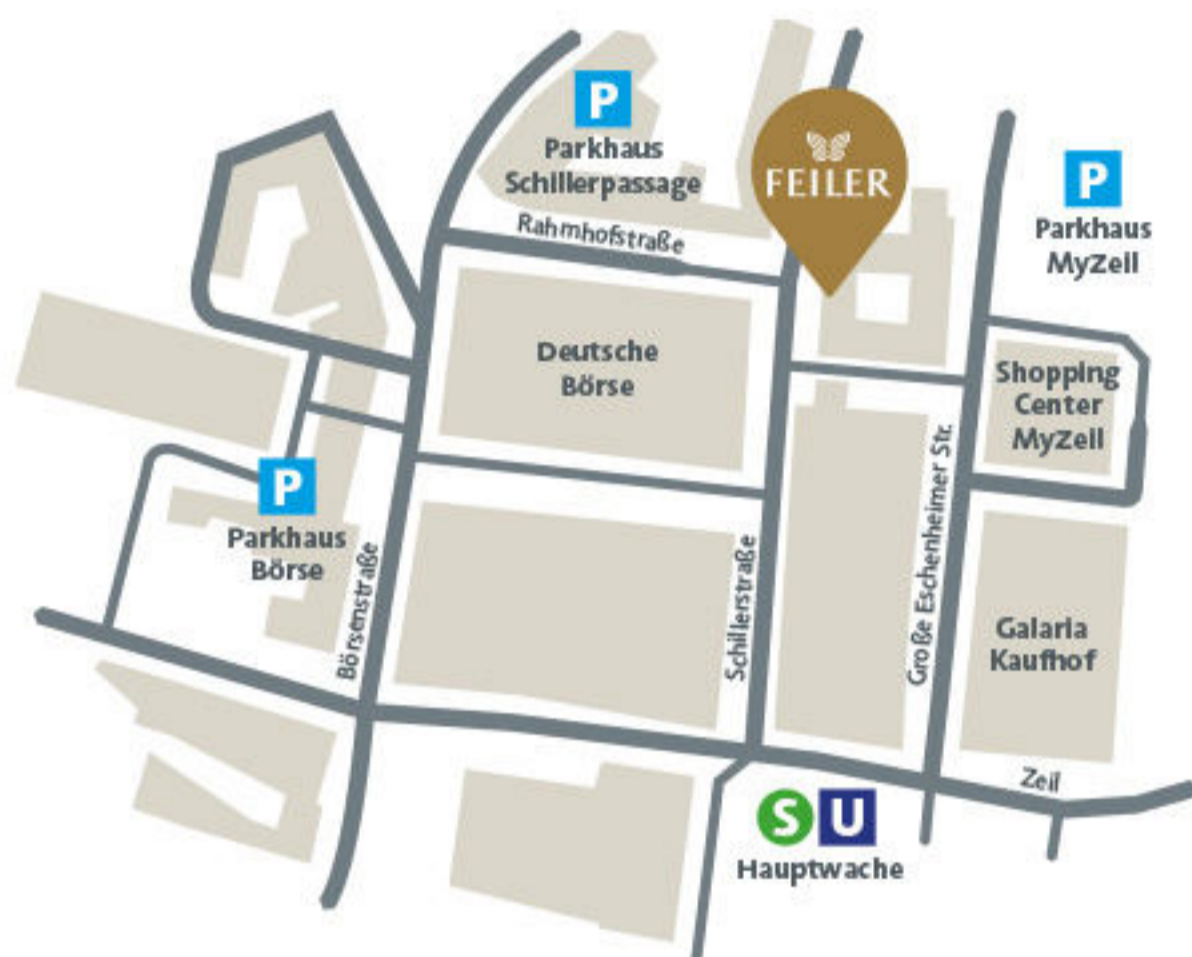 P
Parkhaus
Schillerpassage
FEILER
P
Parkhaus
MyZeil
Rahmhofstraße
Deutsche
Börse
Shopping
Center
MyZeil
P
Parkhaus
Börse
Börsenstraße
Schillerstraße
Große Eschenheimer Str.
Galaria
Kaufhof
Zeil
S U
Hauptwache